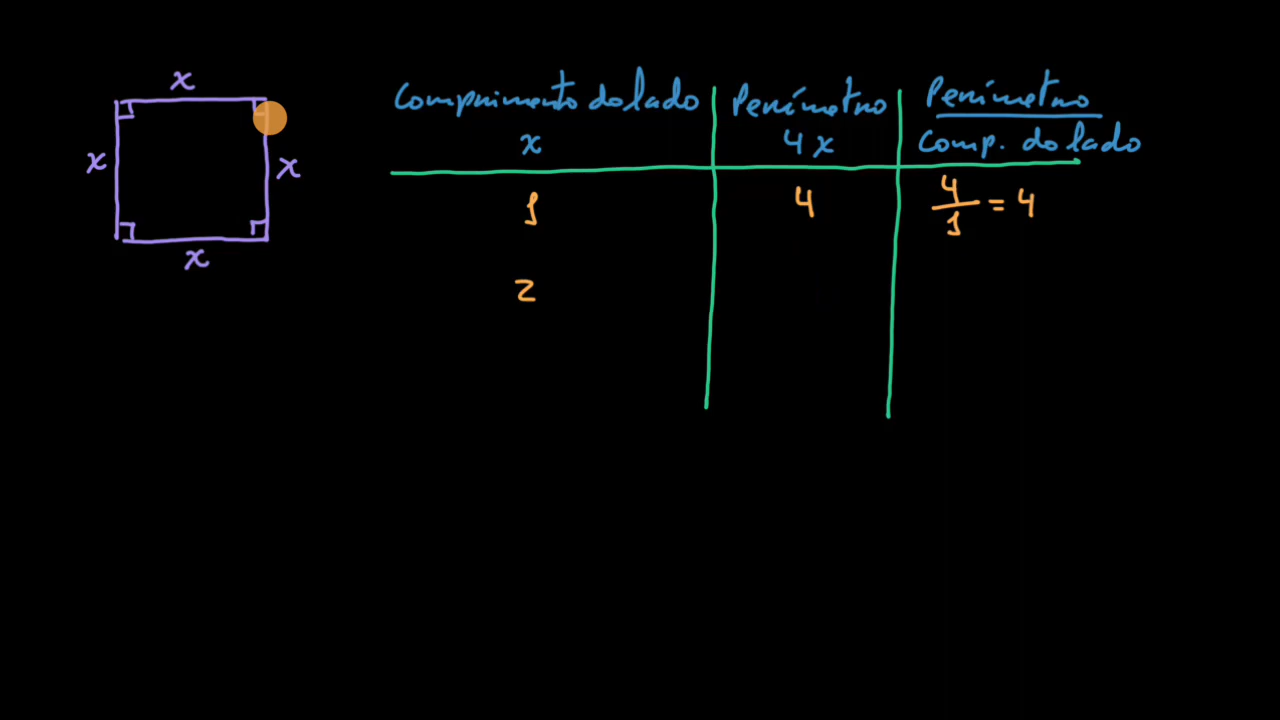 x
x
x
x
Comprimento do lado
x
Perímetro
4x
Perímetro
Comp. do lado
1
4
4
1
= 4
2